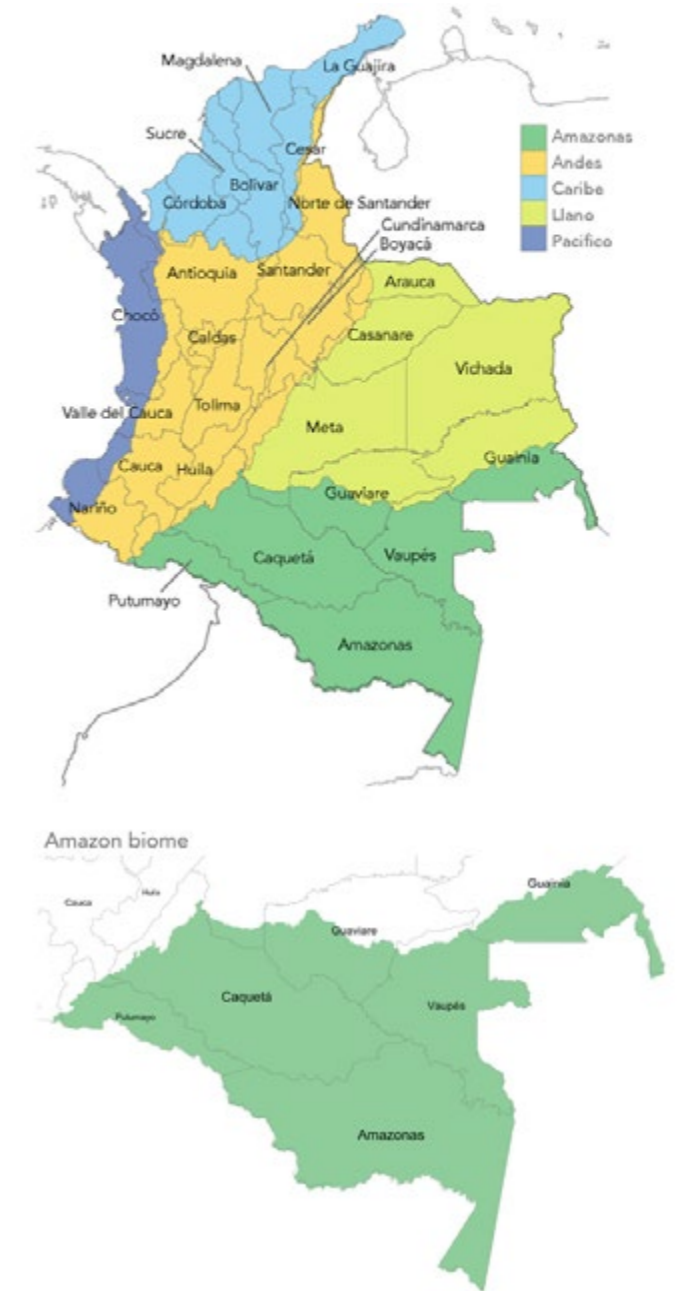 Magdalena
La Guajira
Sucre
Cesar
Bolivar
Córdoba
Norte de Santander
Cundinamarca
Boyacá
Antioquia
Santander
Arauca
Chocó
Caldas
Casanare
Vichada
Valle del Cauca
Tolima
Meta
Cauca
Huila
Guainía
Guaviare
Nariño
Caquetá
Vaupés
Putumayo
Amazonas
Amazonas
Andes
Caribe
Llano
Pacifico
Amazon biome
Cauca
Huila
Guainía
Guaviare
Caquetá
Vaupés
Putumayo
Amazonas